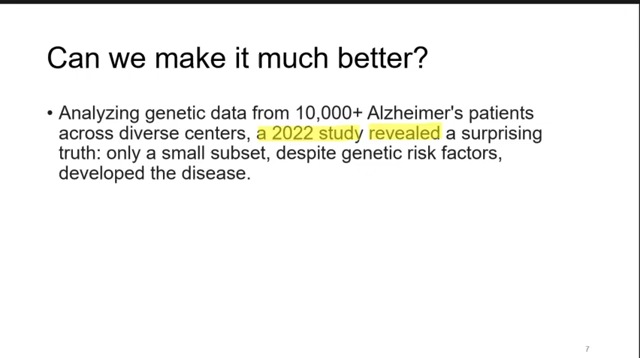 Can we make it much better?
• Analyzing genetic data from 10,000+ Alzheimer's patients
across diverse centers, a 2022 study revealed a surprising
truth: only a small subset, despite genetic risk factors,
developed the disease.
7